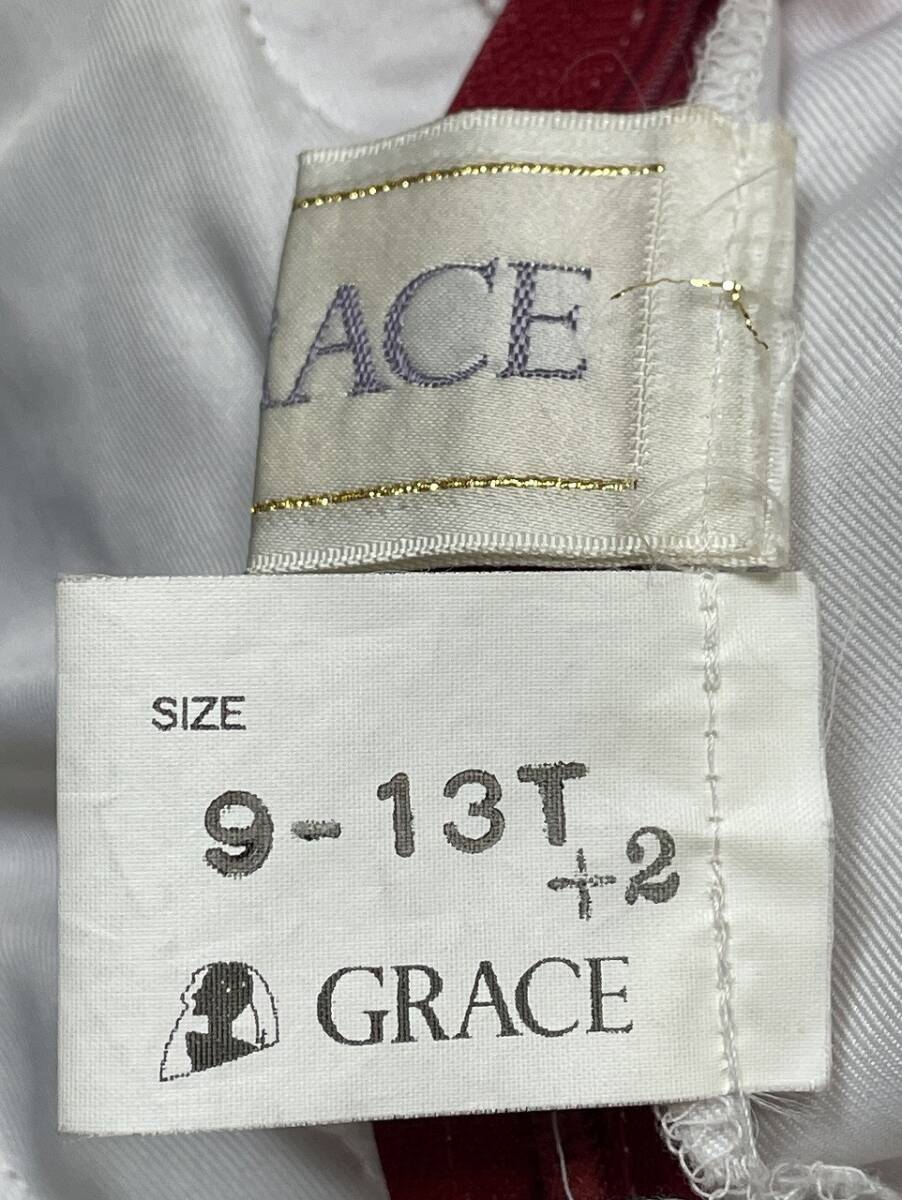 RACE
SIZE
9-13T
+2
GRACE